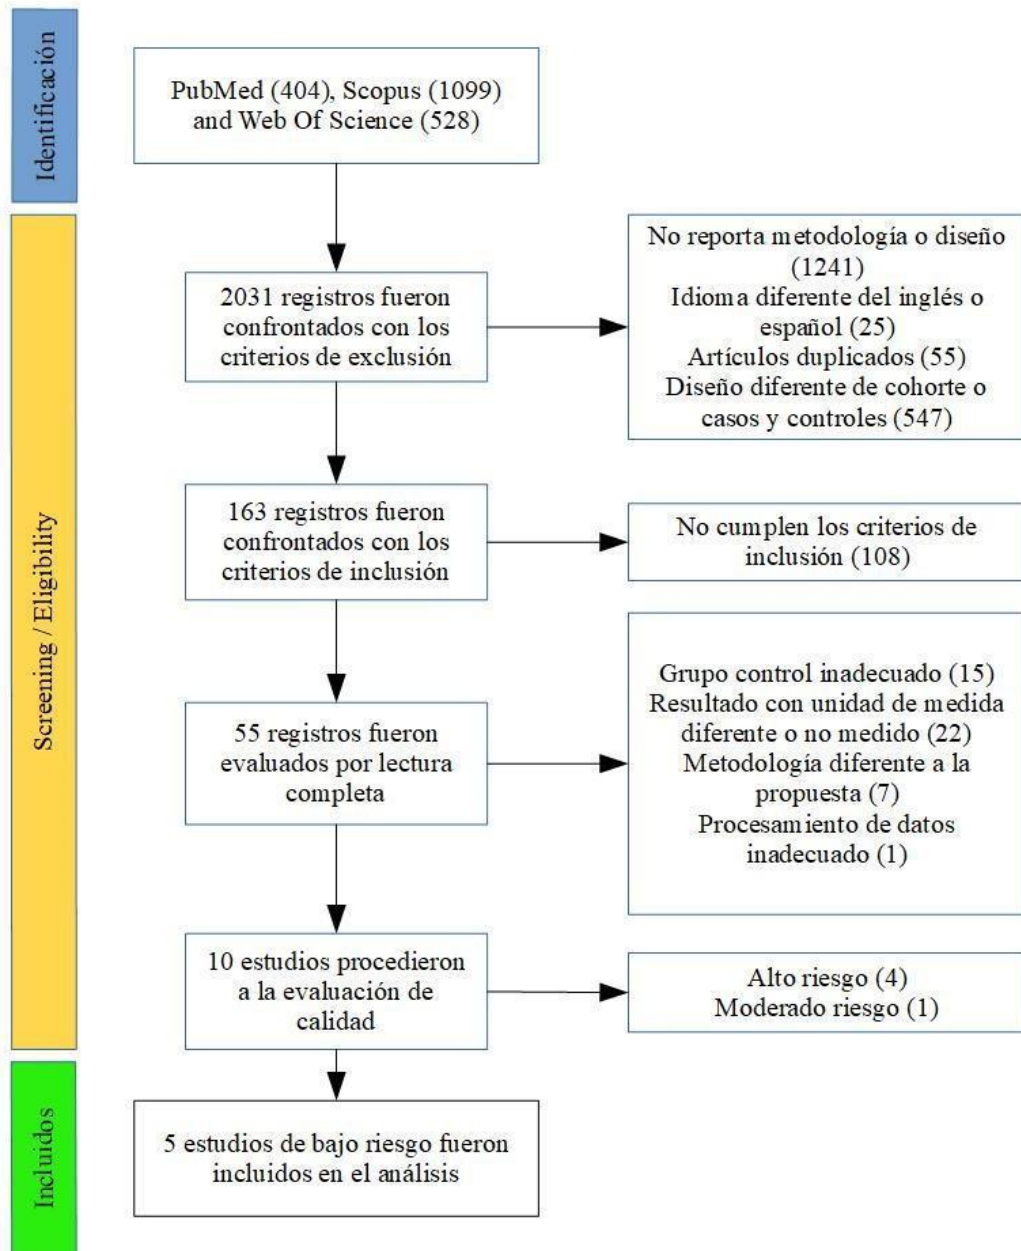 Identificación
PubMed (404), Scopus (1099)
and Web Of Science (528)
Screening / Eligibility
2031 registros fueron
confrontados con los
criterios de exclusión
No reporta metodología o diseño
(1241)
Idioma diferente del inglés o
español (25)
Artículos duplicados (55)
Diseño diferente de cohorte o
casos y controles (547)
163 registros fueron
confrontados con los
criterios de inclusión
No cumplen los criterios de
inclusión (108)
55 registros fueron
evaluados por lectura
completa
Grupo control inadecuado (15)
Resultado con unidad de medida
diferente o no medido (22)
Metodología diferente a la
propuesta (7)
Procesamiento de datos
inadecuado (1)
10 estudios procedieron
a la evaluación de
calidad
Alto riesgo (4)
Moderado riesgo (1)
Incluidos
5 estudios de bajo riesgo fueron
incluidos en el análisis